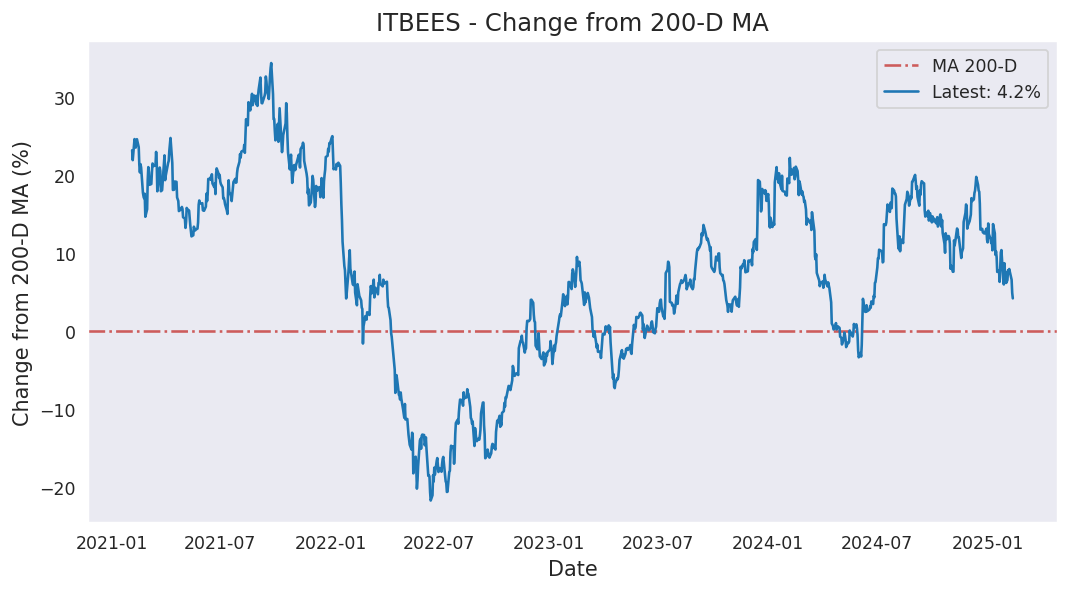 ITBEES - Change from 200-D MA
MA 200-D
Latest: 4.2%
Change from 200-D MA (%)
30
20
10
0
−10
−20
2021-01 2021-07 2022-01 2022-07 2023-01 2023-07 2024-01 2024-07 2025-01
Date